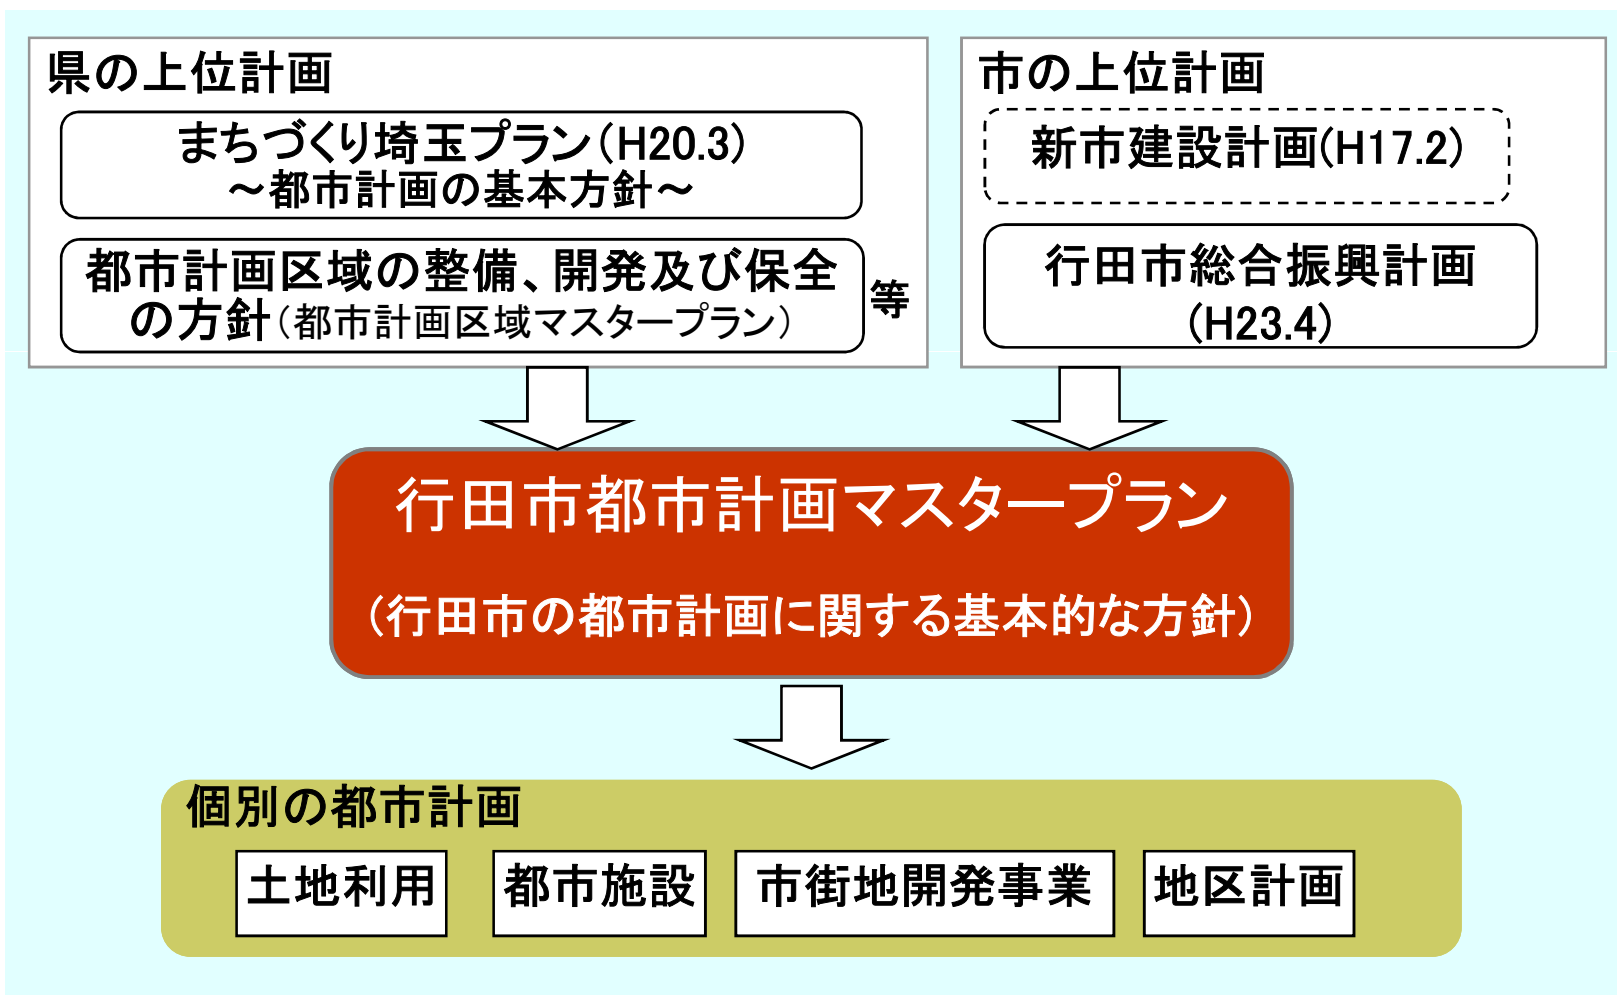 県の上位計画
まちづくり埼玉プラン（H20.3）
～都市計画の基本方針～
都市計画区域の整備、開発及び保全
の方針（都市計画区域マスタープラン）
等
市の上位計画
新市建設計画(H17.2)
行田市総合振興計画
(H23.4)
行田市都市計画マスタープラン
（行田市の都市計画に関する基本的な方針）
個別の都市計画
土地利用
都市施設
市街地開発事業
地区計画